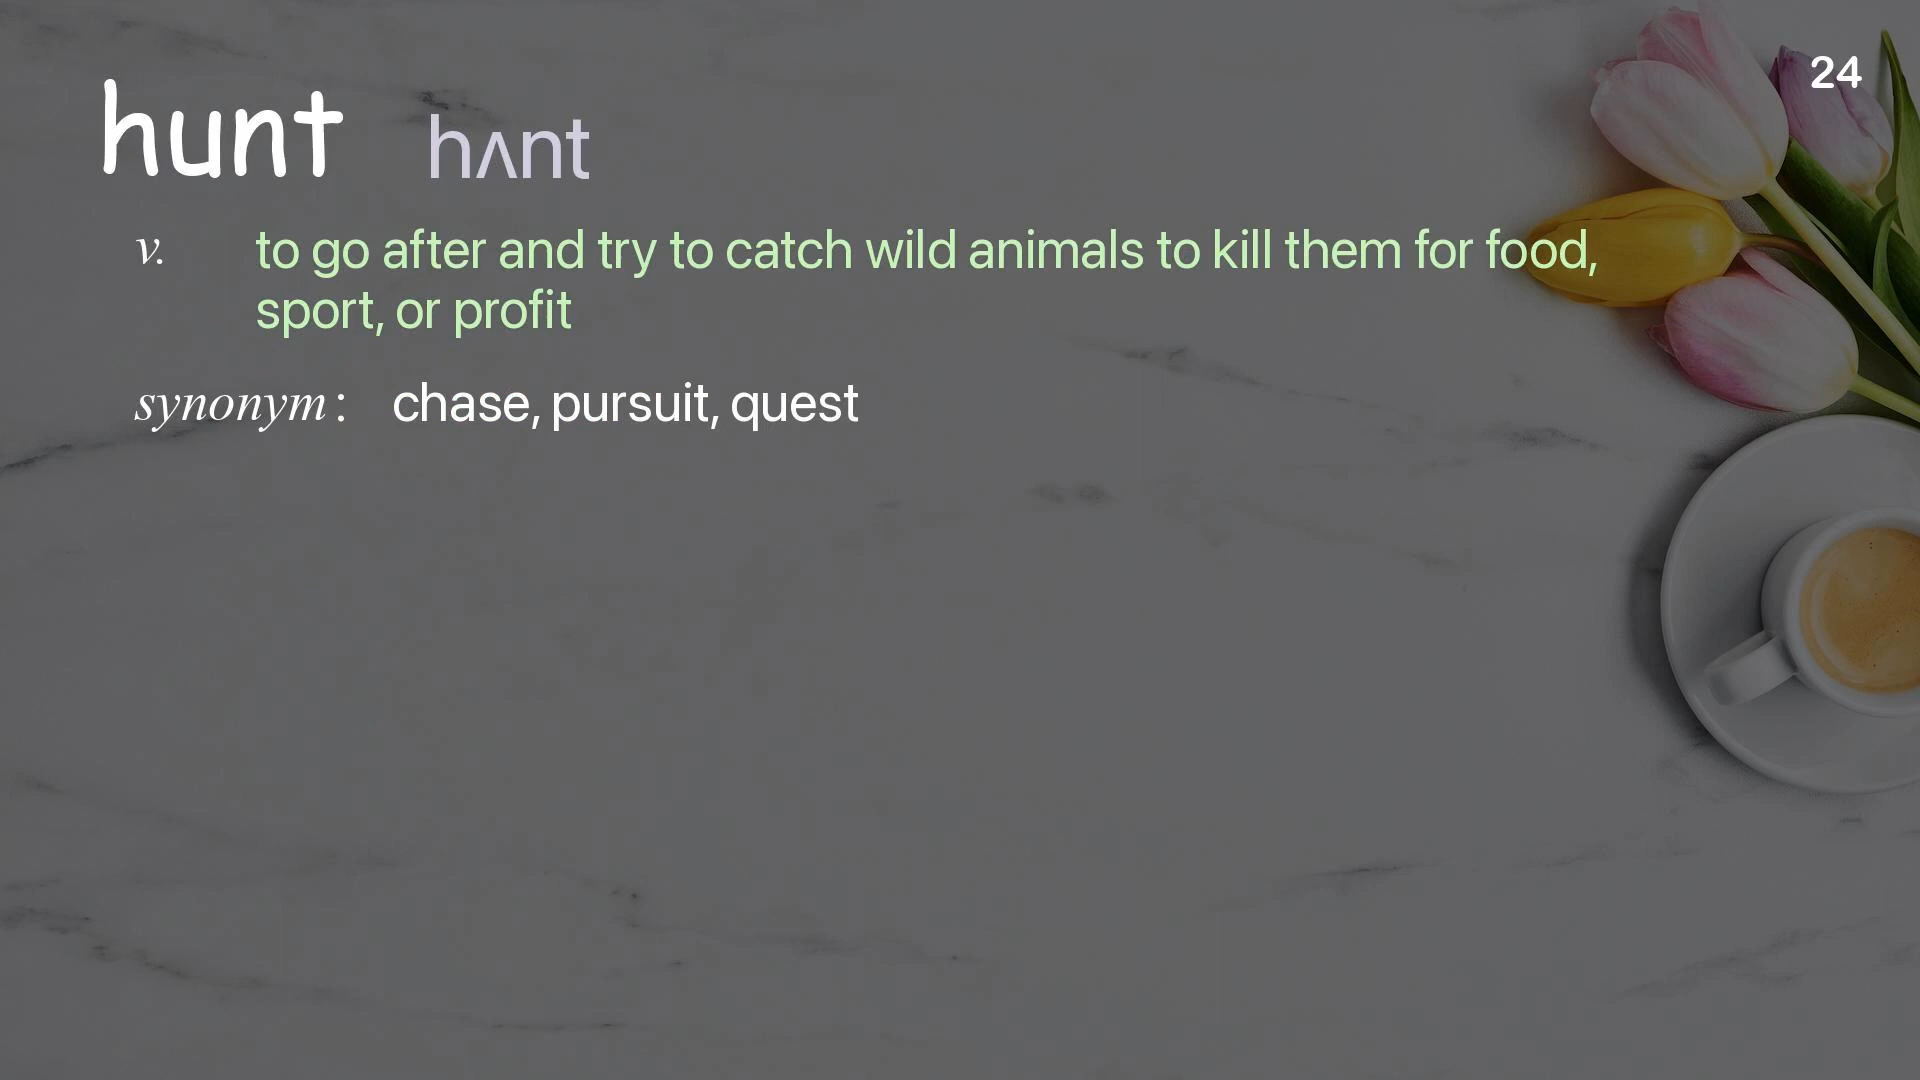 24
hunt hʌnt
v. to go after and try to catch wild animals to kill them for food,
sport, or profit
synonym: chase, pursuit, quest